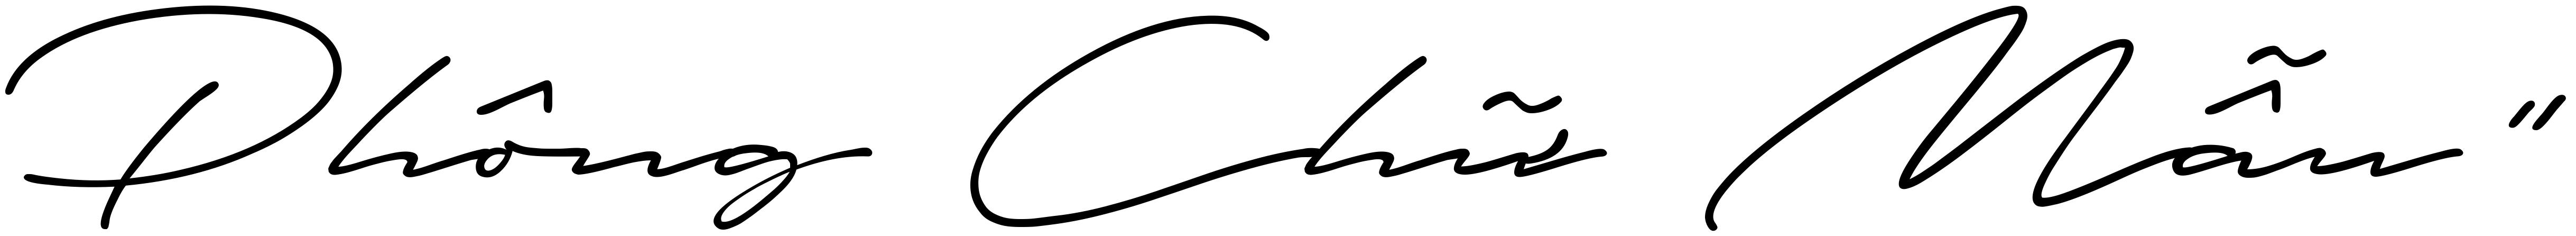 Phông Chữ Mẫu "